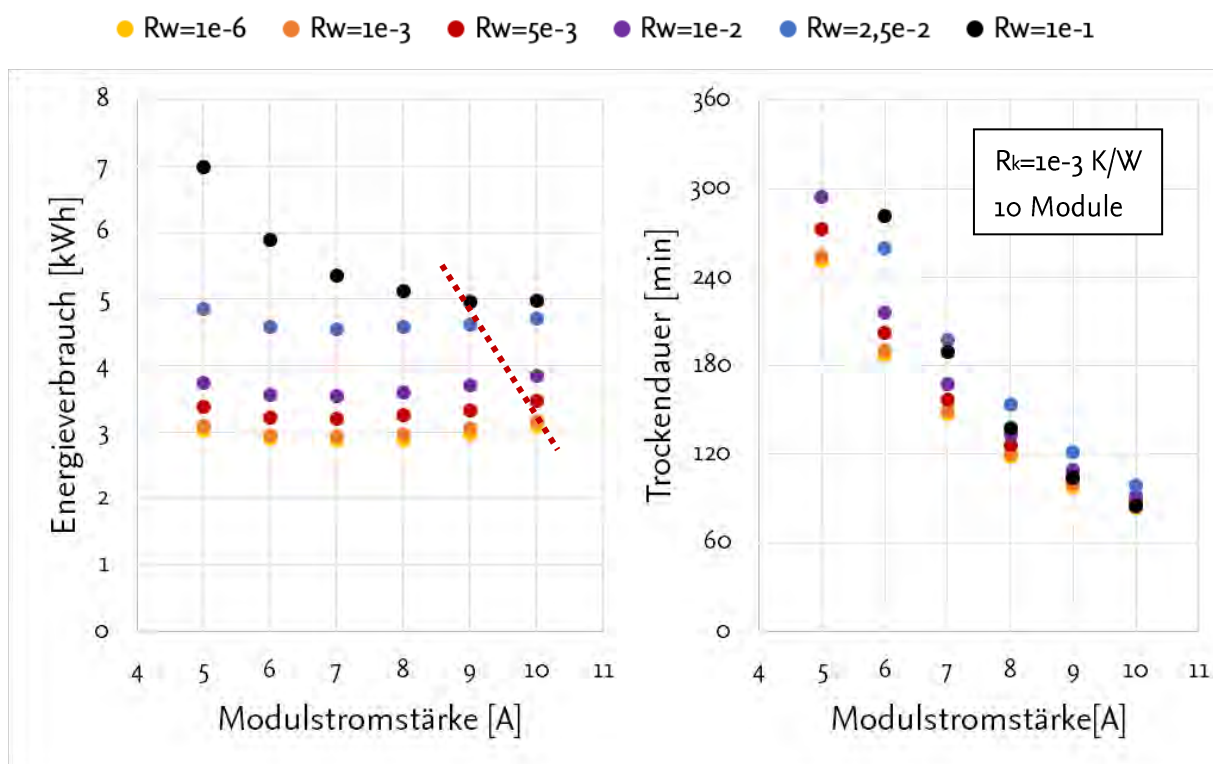 Rw=1e-6 Rw=1e-3 Rw=5e-3 Rw=1e-2 Rw=2,5e-2 Rw=1e-1
Energieverbrauch [kWh]
8
7
6
5
4
3
2
1
0
4 5 6 7 8 9 10 11
Modulstromstärke [A]
Trockendauer [min]
360
300
240
180
120
60
0
Rk=1e-3 K/W
10 Module
4 5 6 7 8 9 10 11
Modulstromstärke[A]